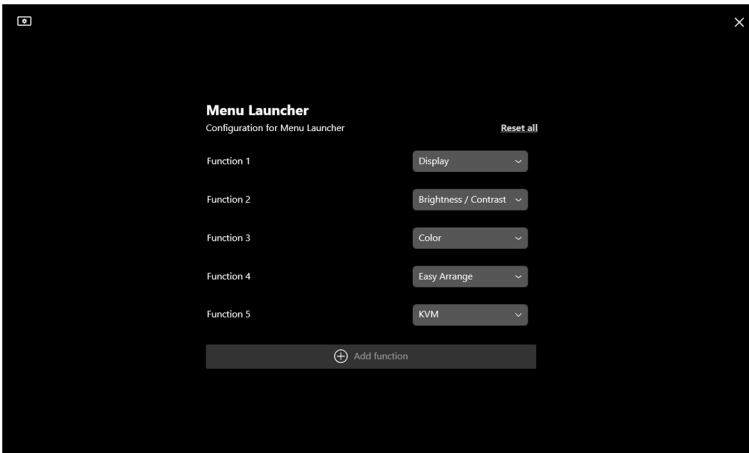 Menu Launcher
Configuration for Menu Launcher Reset all
Function 1 Display
Function 2 Brightness / Contrast
Function 3 Color
Function 4 Easy Arrange
Function 5 KVM
Add function